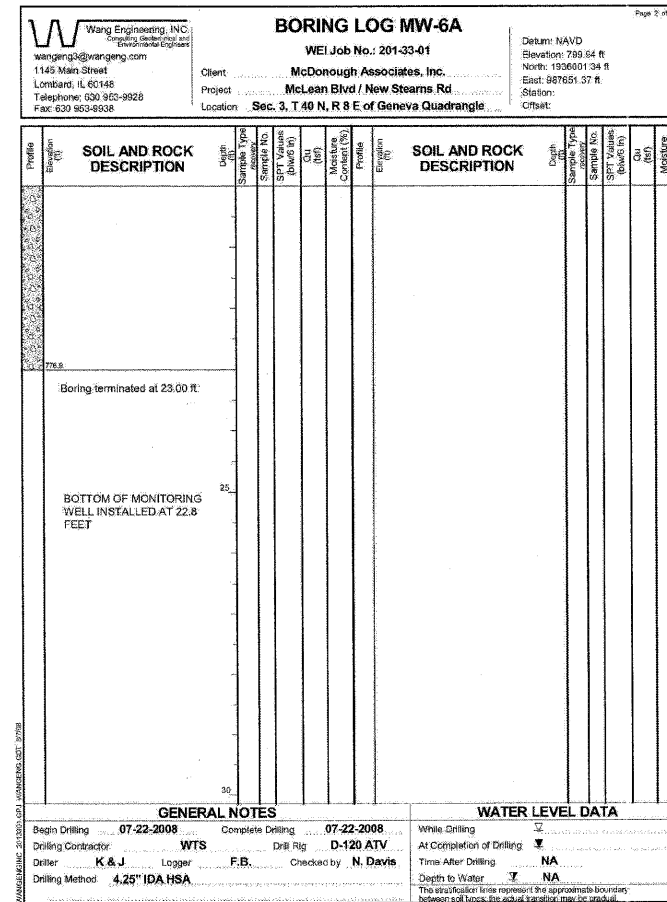 Page 2 of
Wang Engineering, INC.
Consulting Geotechnical and
Environmental Engineers
wangeng3@wangeng.com
1145 Main Street
Lombard, IL 60148
Telephone: 630 953-9928
Fax: 630 953-9938
BORING LOG MW-6A
WEI Job No.: 201-33-01
Client McDonough Associates, Inc.
Project McLean Blvd / New Stearns Rd
Location Sec. 3, T 40 N, R 8 E of Geneva Quadrangle
Datum: NAVD
Elevation: 799.94 ft
North: 1936001.34 ft
East: 987651.37 ft
Station:
Offset:
Profile
Elevation (ft)
SOIL AND ROCK DESCRIPTION
Depth (ft)
Sample Type
recovery
Sample No.
SPT Values (blw/6 in)
Qu (tsf)
Moisture Content (%)
Profile
Elevation (ft)
SOIL AND ROCK DESCRIPTION
Depth (ft)
Sample Type
recovery
Sample No.
SPT Values (blw/6 in)
Qu (tsf)
Moisture
776.9
Boring terminated at 23.00 ft
25
BOTTOM OF MONITORING
WELL INSTALLED AT 22.8
FEET
30
GENERAL NOTES
Begin Drilling 07-22-2008 Complete Drilling 07-22-2008
Drilling Contractor WTS Drill Rig D-120 ATV
Driller K & J Logger F.B. Checked by N. Davis
Drilling Method 4.25" IDA HSA
WATER LEVEL DATA
While Drilling
At Completion of Drilling
Time After Drilling NA
Depth to Water NA
The stratification lines represent the approximate boundary
between soil types; the actual transition may be gradual.